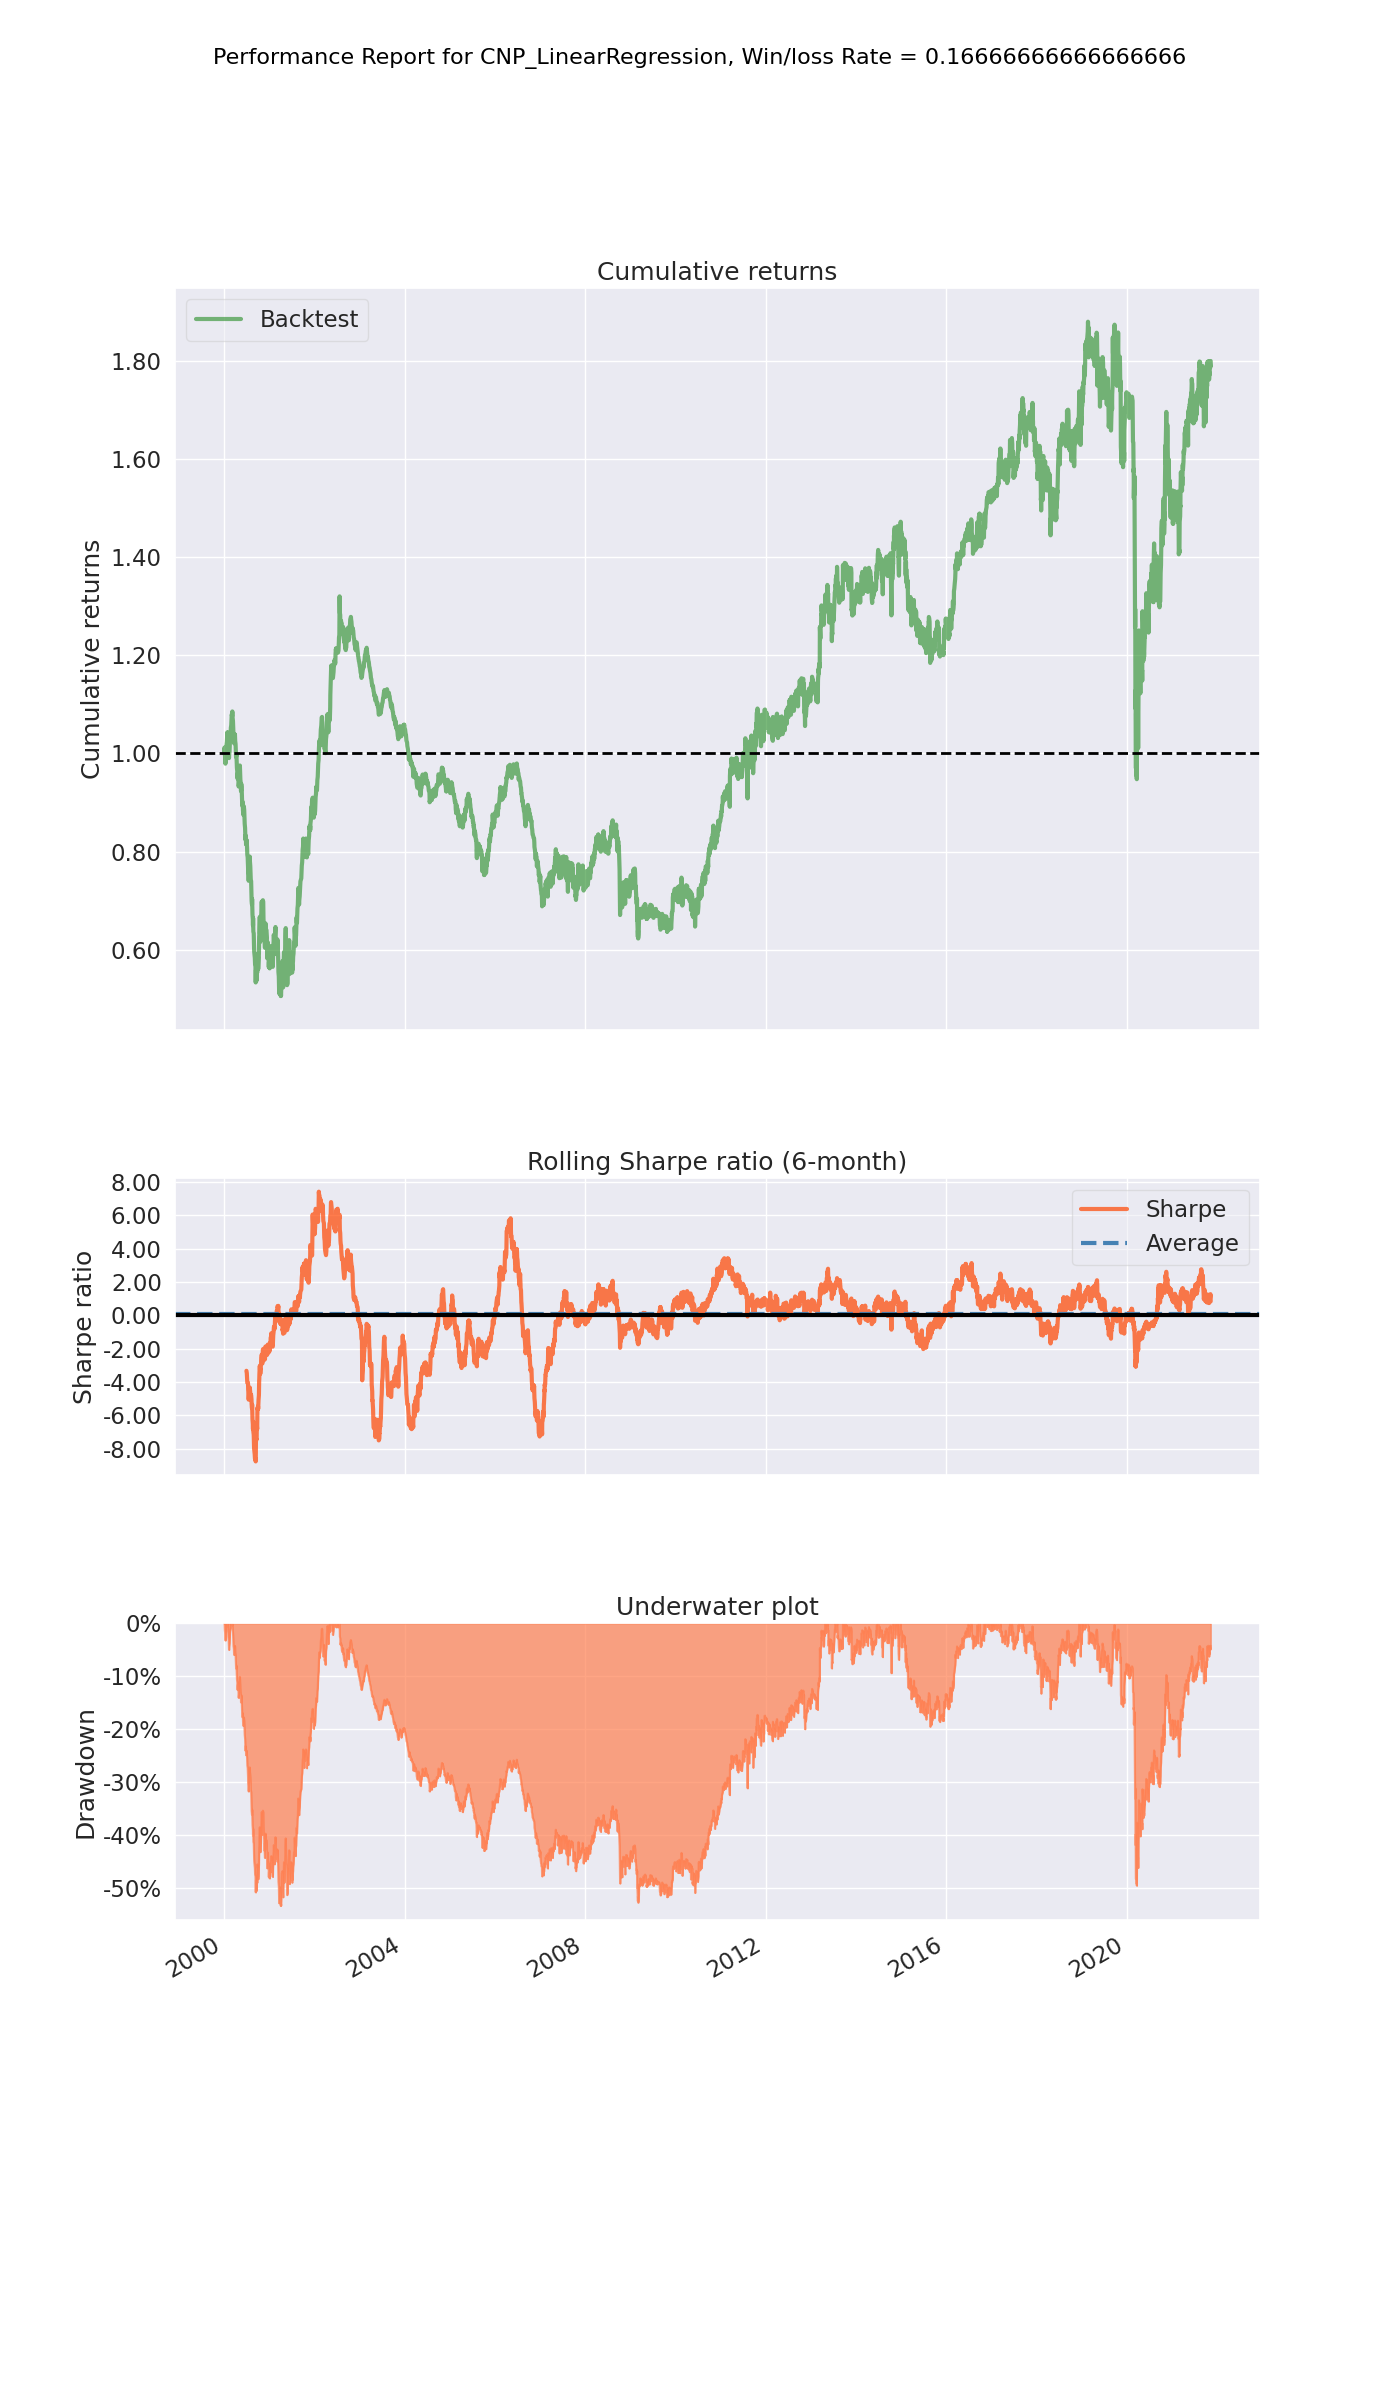 Performance Report for CNP_LinearRegression, Win/loss Rate = 0.16666666666666666
Cumulative returns
Backtest
Cumulative returns
1.80
1.60
1.40
1.20
1.00
0.80
0.60
Rolling Sharpe ratio (6-month)
Sharpe
Average
Sharpe ratio
8.00
6.00
4.00
2.00
0.00
-2.00
-4.00
-6.00
-8.00
Underwater plot
Drawdown
0%
-10%
-20%
-30%
-40%
-50%
2000
2004
2008
2012
2016
2020